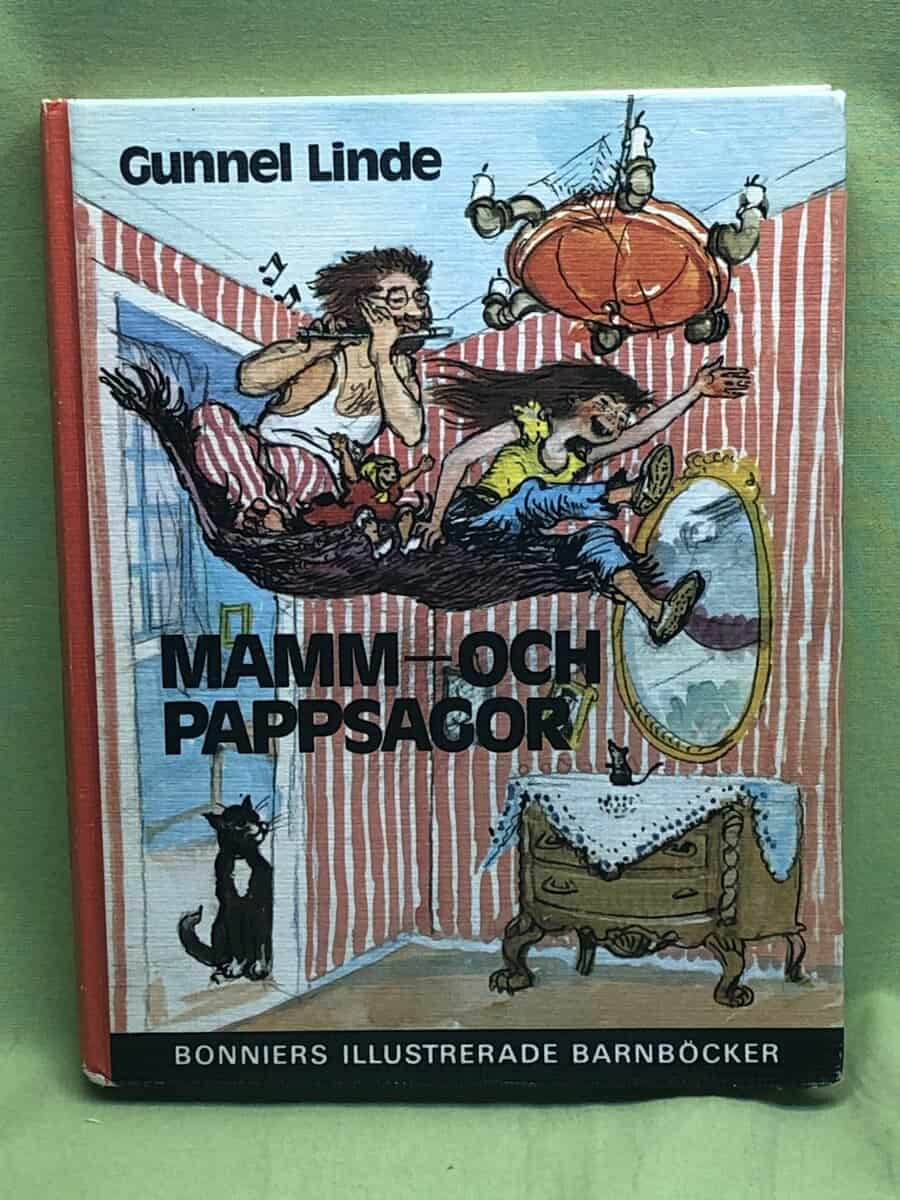 Gunnel Linde
MAMM-OCH
PAPPSAGOR
BONNIERS ILLUSTRERADE BARNBÖCKER